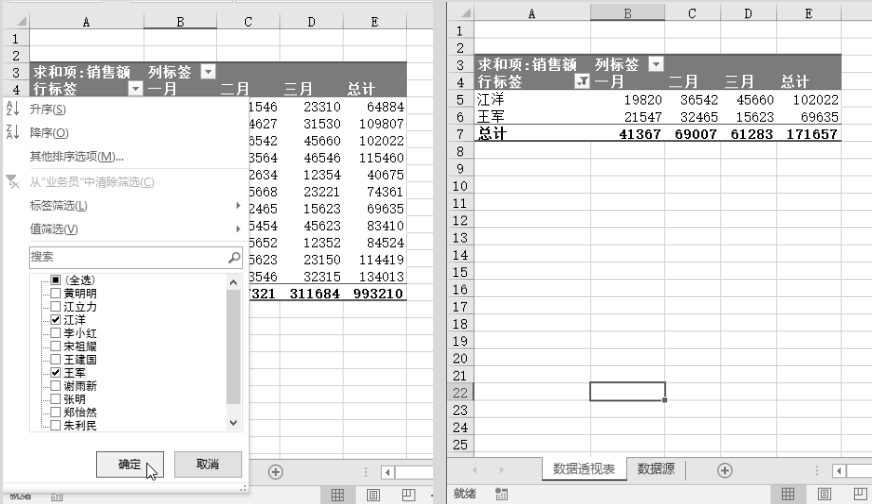 A B C D E
1
2
3 求和项:销售额 列标签
4 行标签 一月 二月 三月 总计
升序(S) 1546 23310 64884
降序(O) 4627 31530 109807
6542 45660 102022
其他排序选项(M)... 3564 46546 115460
从"业务员"中清除筛选(C) 2634 12354 40675
5668 23221 74361
标签筛选(L) 2465 15623 69635
值筛选(V) 5454 45623 83410
5652 12352 84524
搜索 5623 23150 114419
(全选) 3546 32315 134013
黄明明 321 311684 993210
江立力
江洋
李小红
宋祖耀
王建国
王军
谢雨新
张明
郑怡然
朱利民
确定 取消
就绪
A B C D E
1
2
3 求和项:销售额 列标签
4 行标签 一月 二月 三月 总计
5 江洋 19820 36542 45660 102022
6 王军 21547 32465 15623 69635
7 总计 41367 69007 61283 171657
8
9
10
11
12
13
14
15
16
17
18
19
20
21
22
23
24
25
数据透视表 数据源
就绪